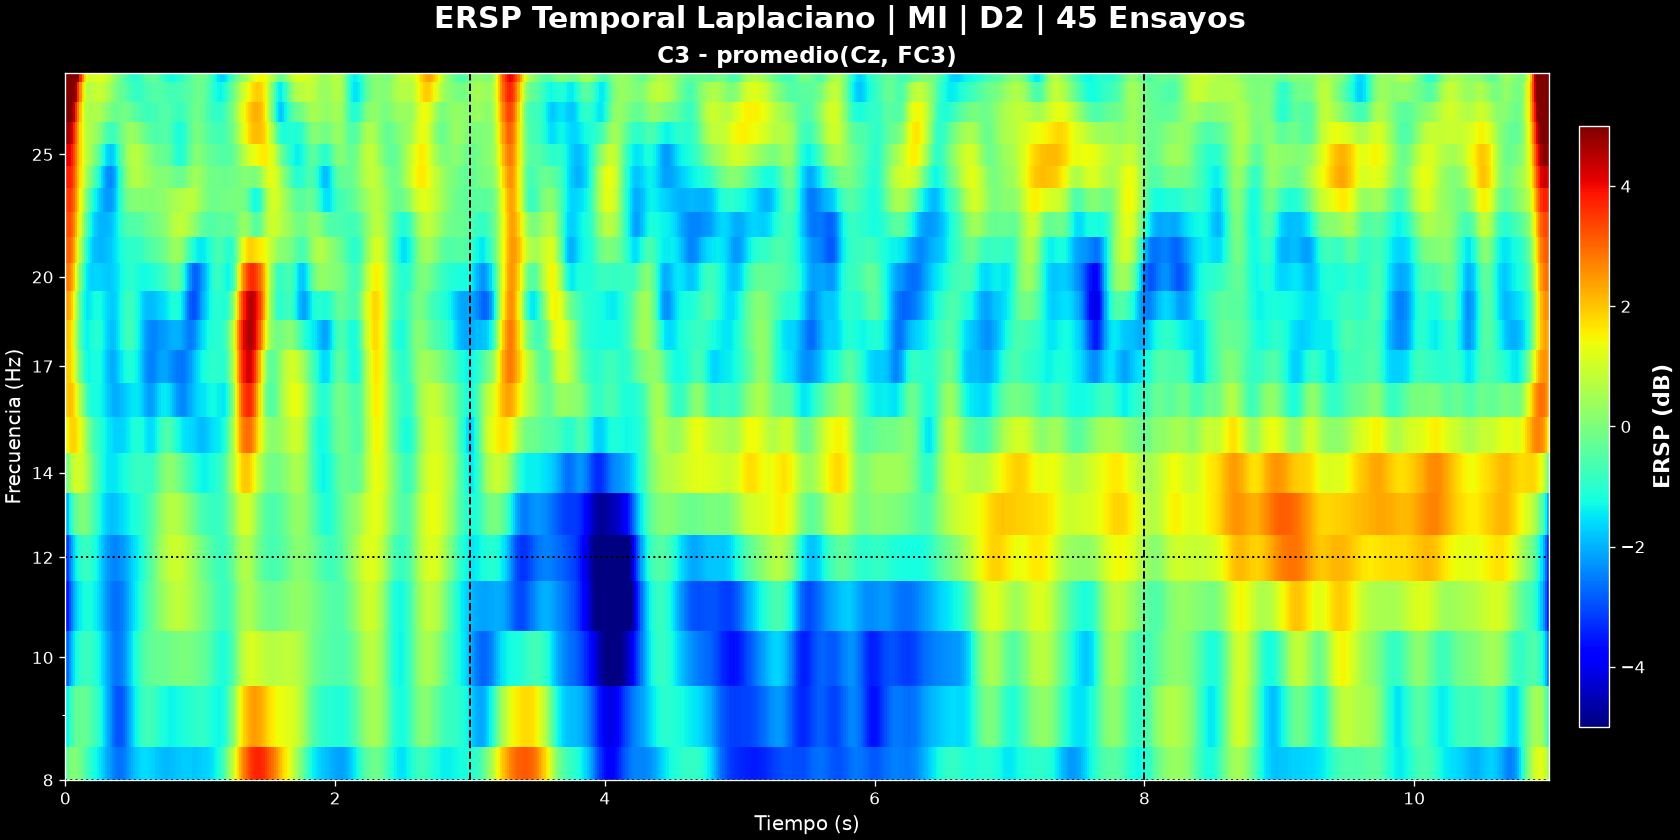 ERSP Temporal Laplaciano | MI | D2 | 45 Ensayos
C3 - promedio(Cz, FC3)
Frecuencia (Hz)
25
20
17
14
12
10
8
0 2 4 6 8 10
Tiempo (s)
4
2
0
−2
−4
ERSP (dB)